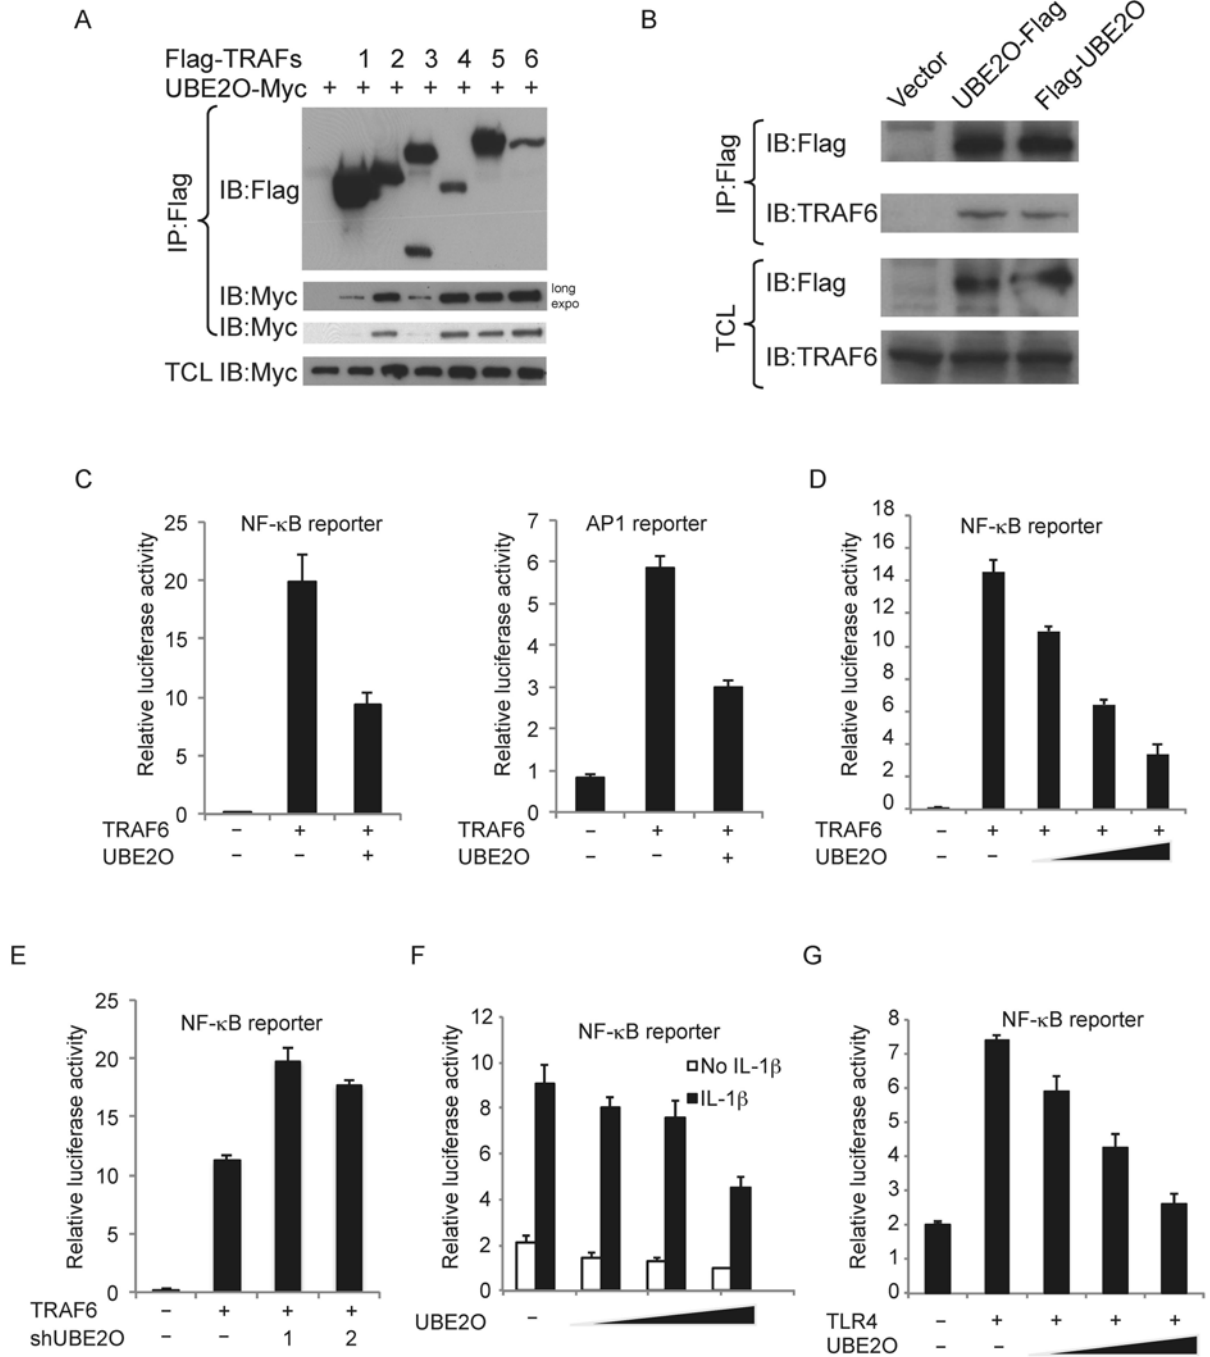 A
Flag-TRAFs 1 2 3 4 5 6
UBE2O-Myc + + + + + + +
IP:Flag
IB:Flag
IB:Myc
long
expo
IB:Myc
TCL IB:Myc
B
Vector
UBE2O-Flag
Flag-UBE2O
IP:Flag
IB:Flag
IB:TRAF6
TCL
IB:Flag
IB:TRAF6
C
NF-κB reporter
Relative luciferase activity
25
20
15
10
5
0
TRAF6 − + +
UBE2O − − +
AP1 reporter
Relative luciferase activity
7
6
5
4
3
2
1
0
TRAF6 − + +
UBE2O − − +
D
NF-κB reporter
Relative luciferase activity
18
16
14
12
10
8
6
4
2
0
TRAF6 − + + + +
UBE2O − −
E
NF-κB reporter
Relative luciferase activity
25
20
15
10
5
0
TRAF6 − + + +
shUBE2O − − 1 2
F
NF-κB reporter
No IL-1β
IL-1β
Relative luciferase activity
12
10
8
6
4
2
0
UBE2O −
G
NF-κB reporter
Relative luciferase activity
8
7
6
5
4
3
2
1
0
TLR4 − + + + +
UBE2O − −